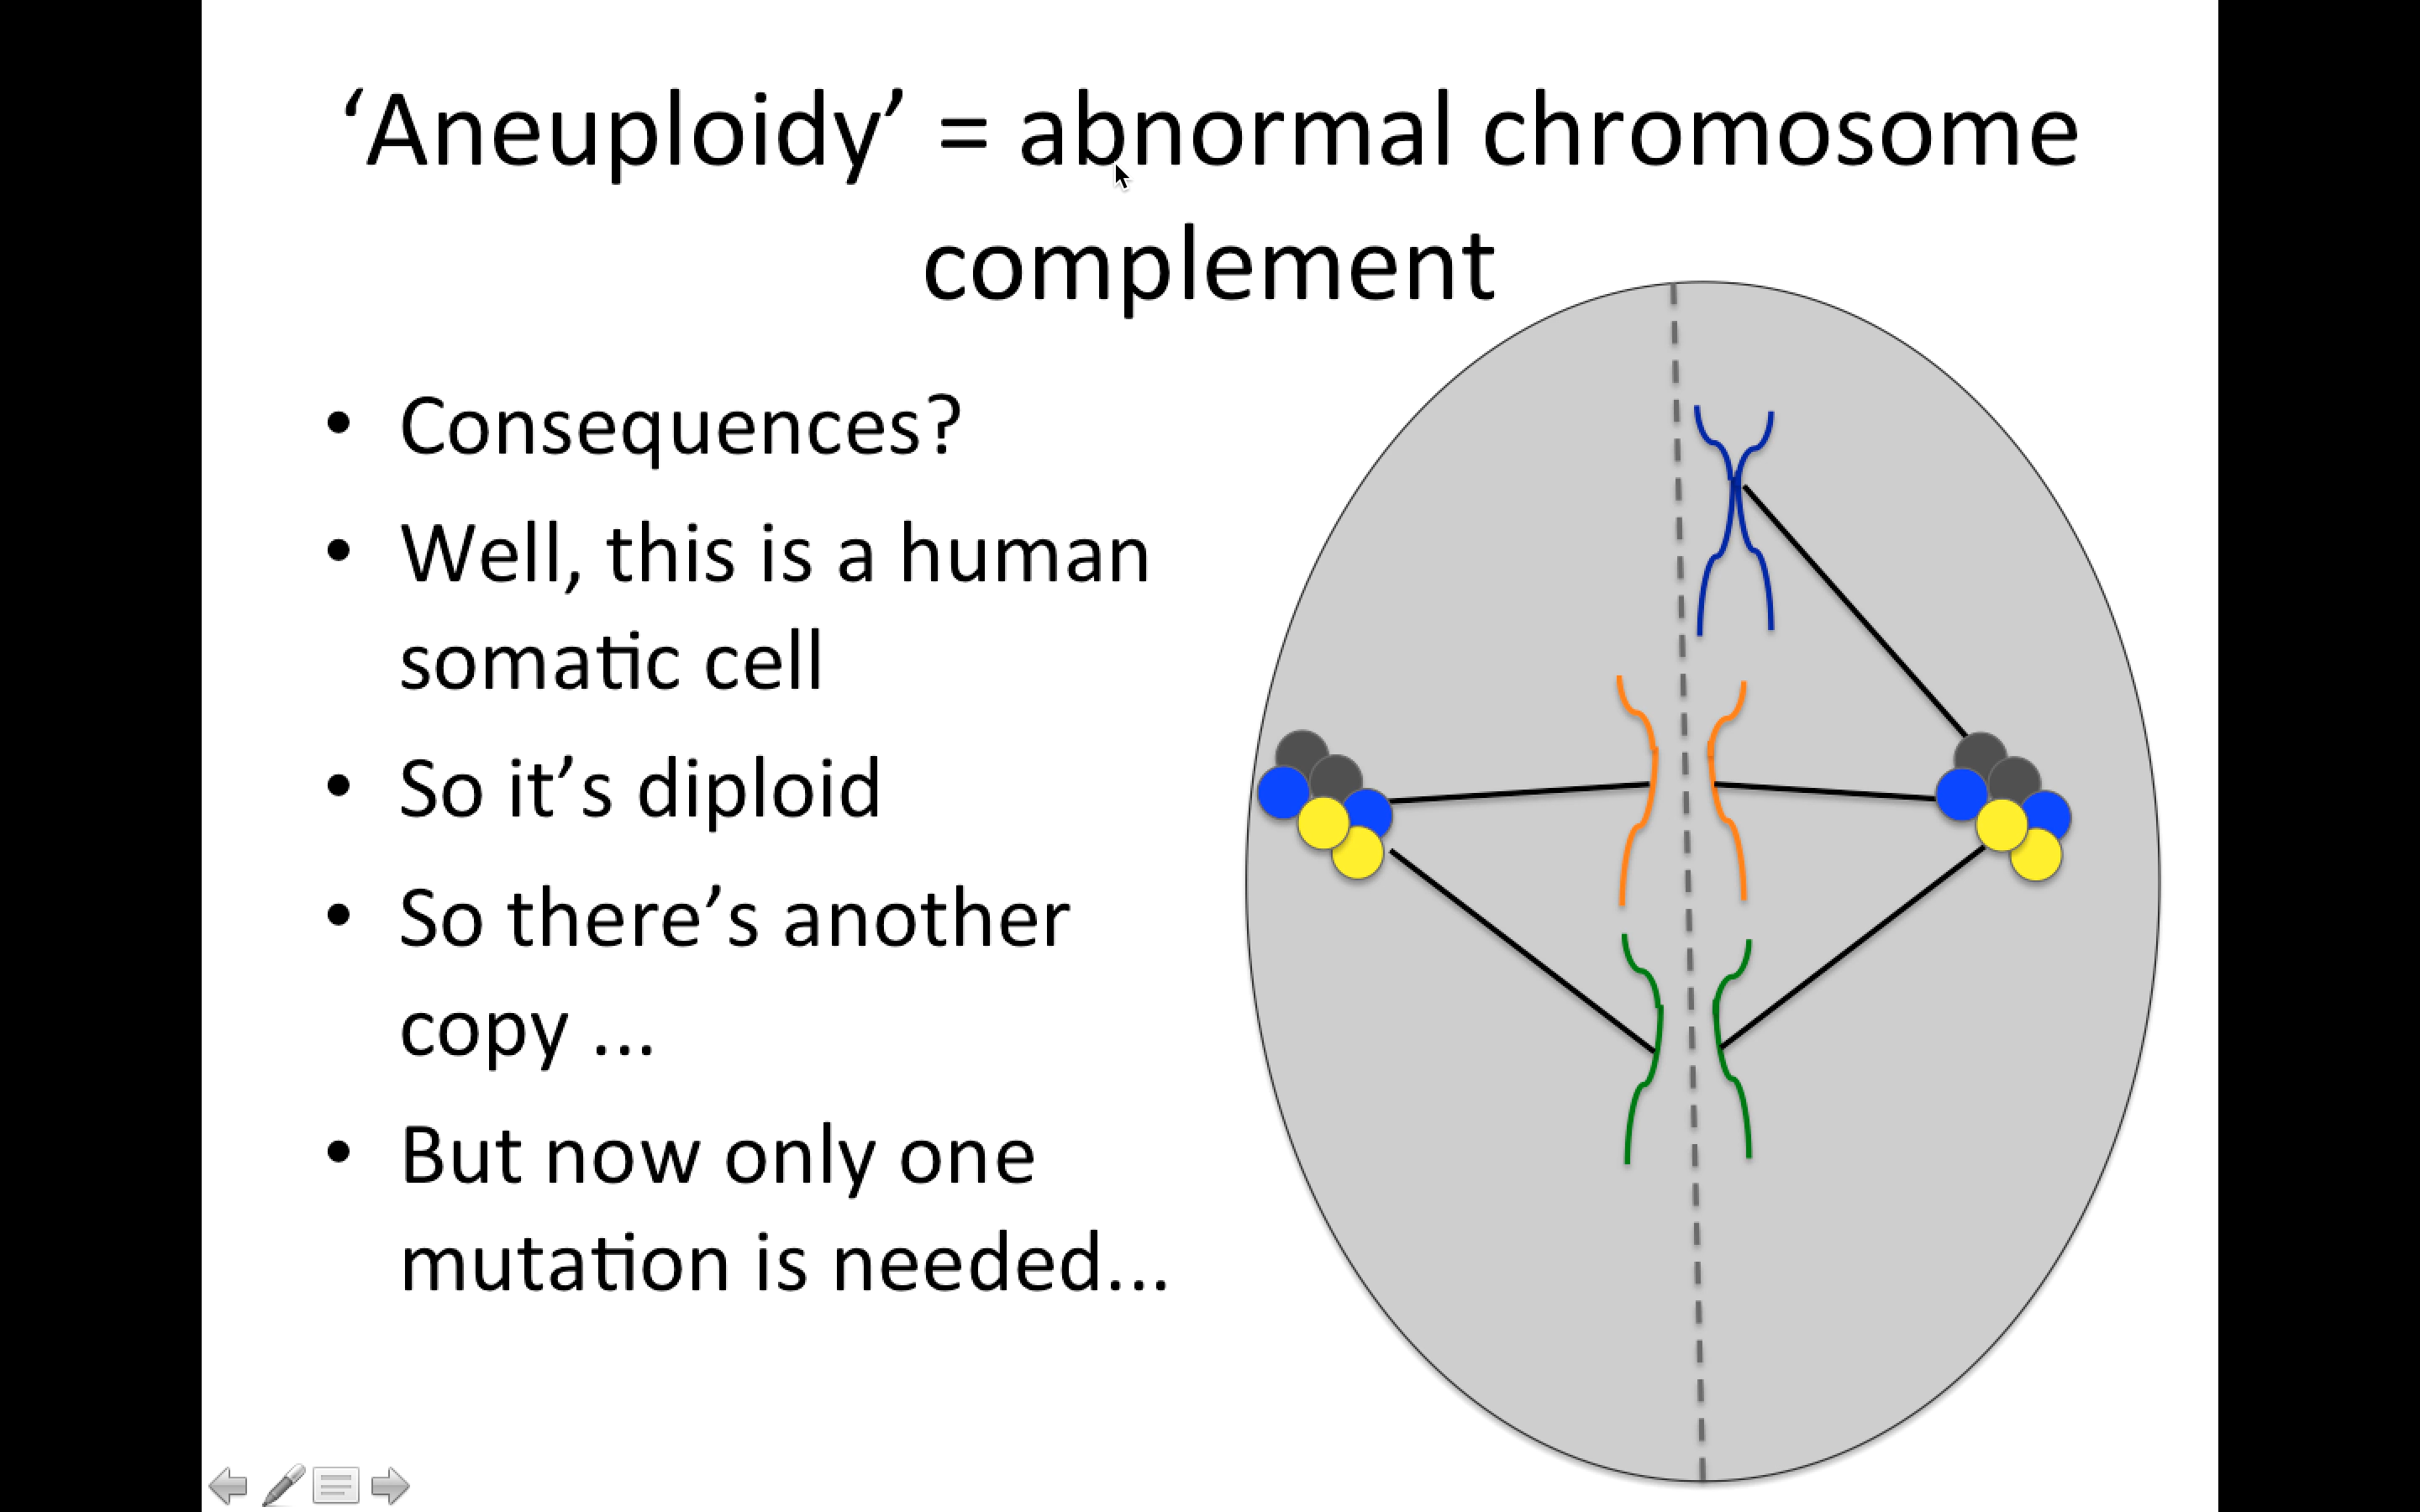 ‘Aneuploidy’ = abnormal chromosome
complement
• Consequences?
• Well, this is a human
somatic cell
• So it’s diploid
• So there’s another
copy ...
• But now only one
mutation is needed...